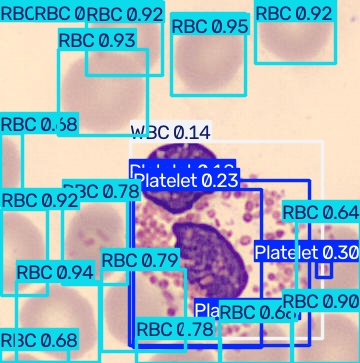 RBC 0.92
RBC 0.95
RBC 0.92
RBC 0.93
RBC 0.68
WBC 0.14
Platelet 0.23
RBC 0.92
RBC 0.78
RBC 0.64
Platelet 0.30
RBC 0.79
RBC 0.94
RBC 0.90
RBC 0.68
RBC 0.78